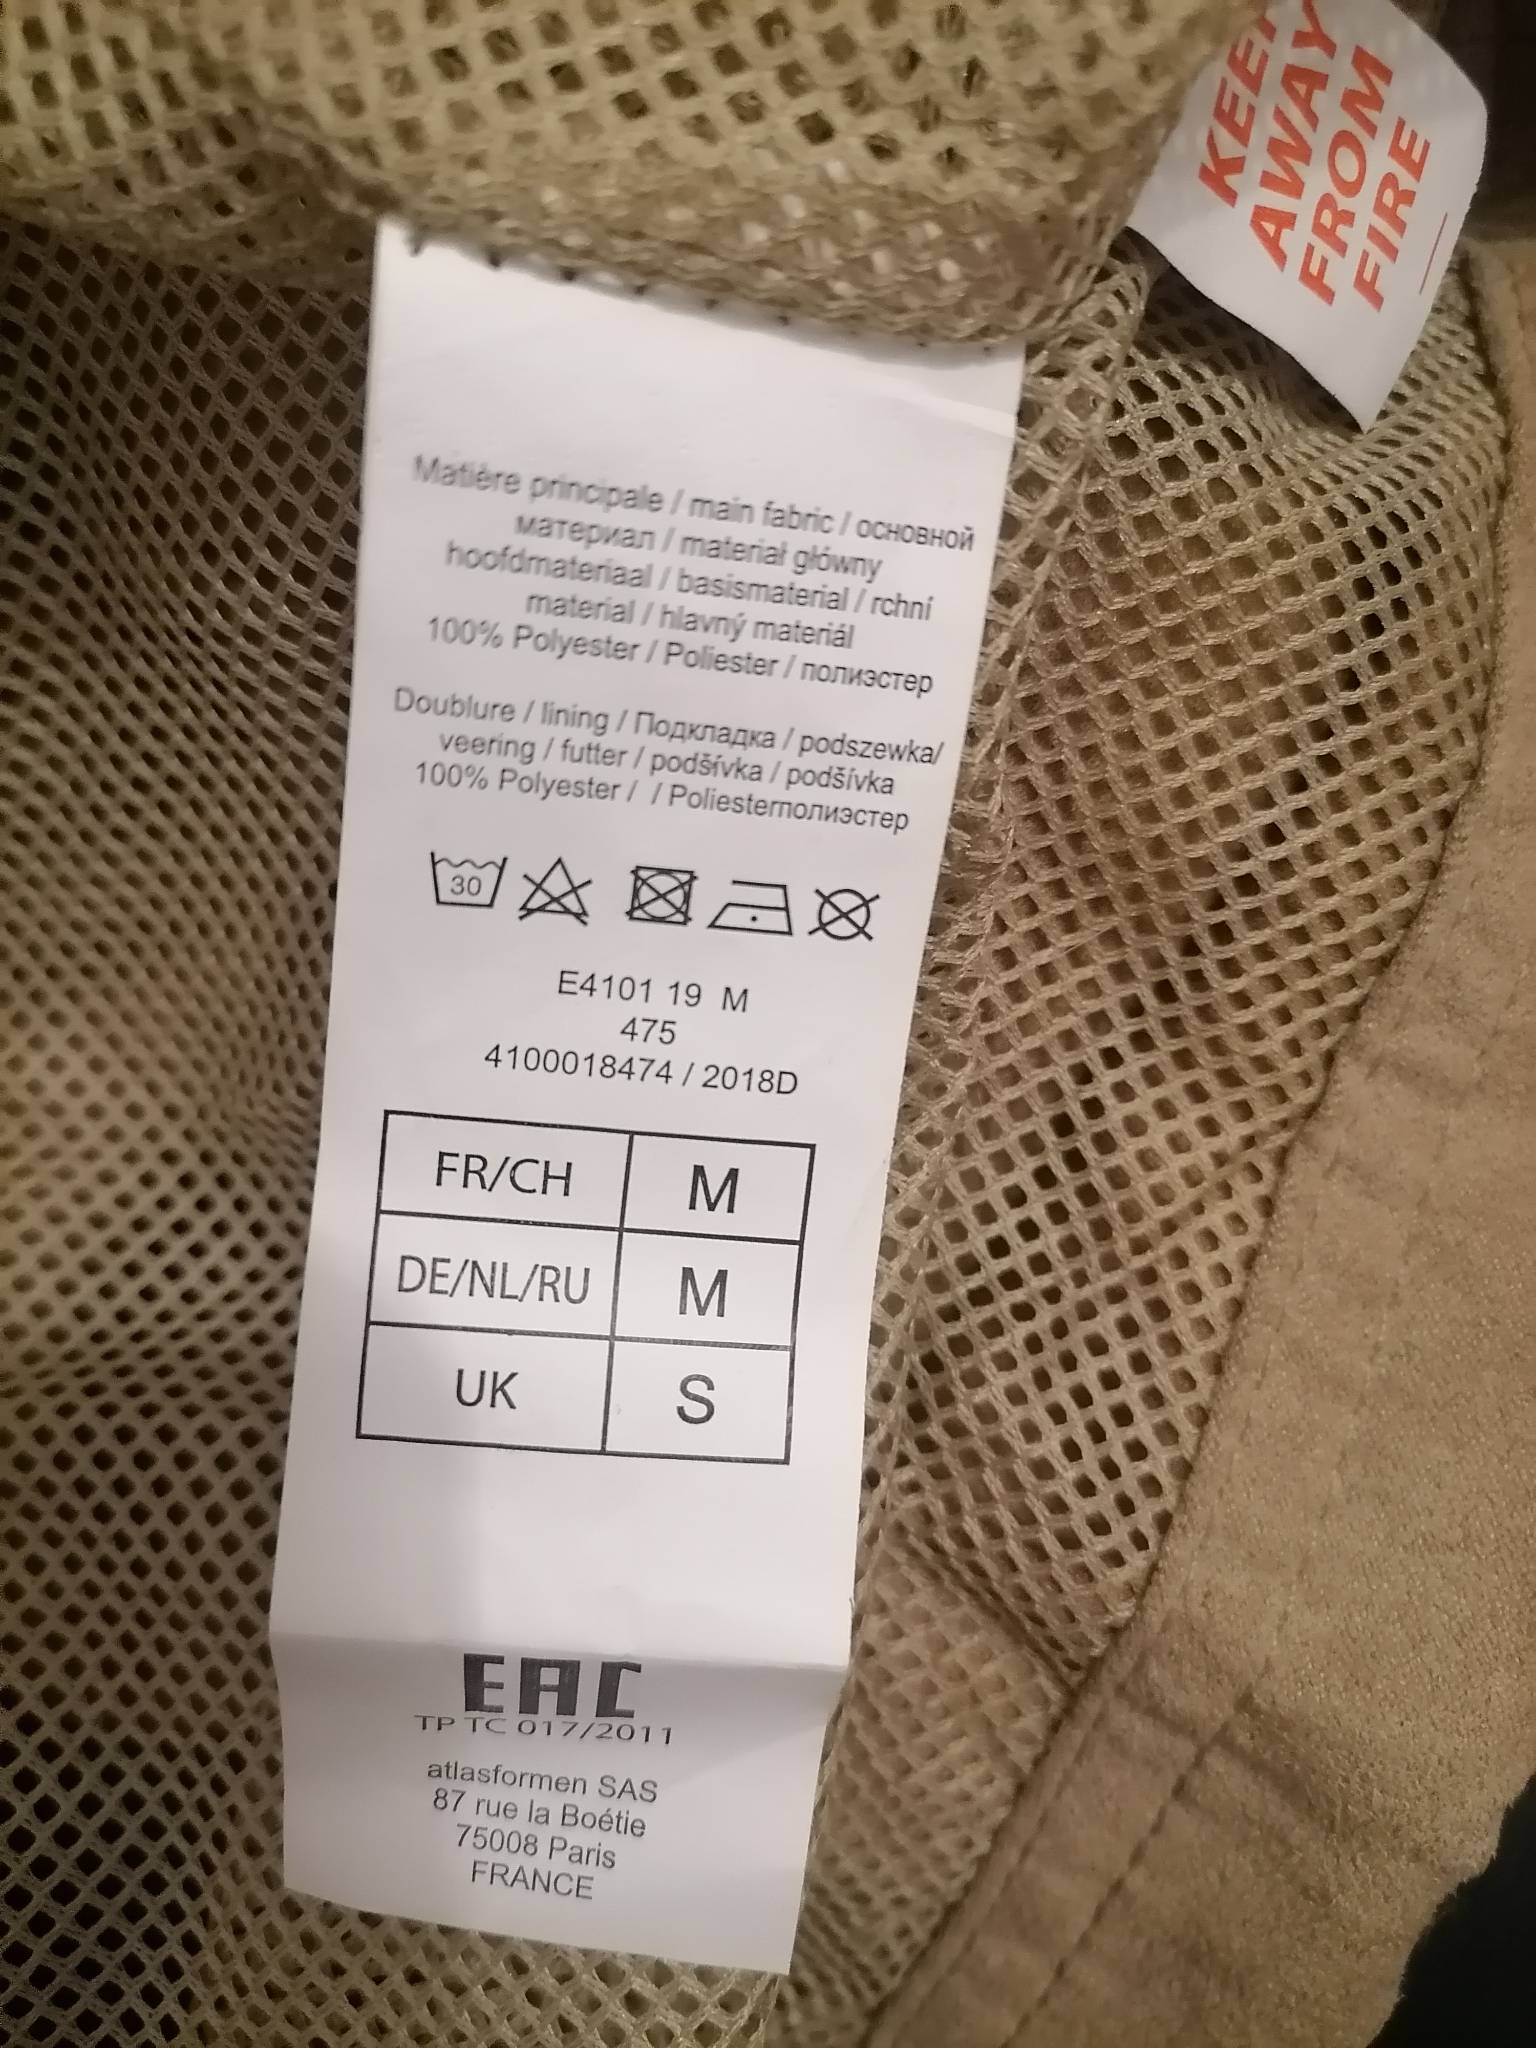 KEEP
AWAY
FROM
FIRE
Matière principale / main fabric / основной
материал / materiał główny
hoofdmateriaal / basismaterial / rchní
material / hlavný materiál
100% Polyester / Poliester / полиэстер
Doublure / lining / Подкладка / podszewka/
veering / futter / podšívka / podšívka
100% Polyester / / Poliesterполиэстер
30
E4101 19 M
475
4100018474 / 2018D
FR/CH M
DE/NL/RU M
UK S
EAC
TP TC 017/2011
atlasformen SAS
87 rue la Boétie
75008 Paris
FRANCE